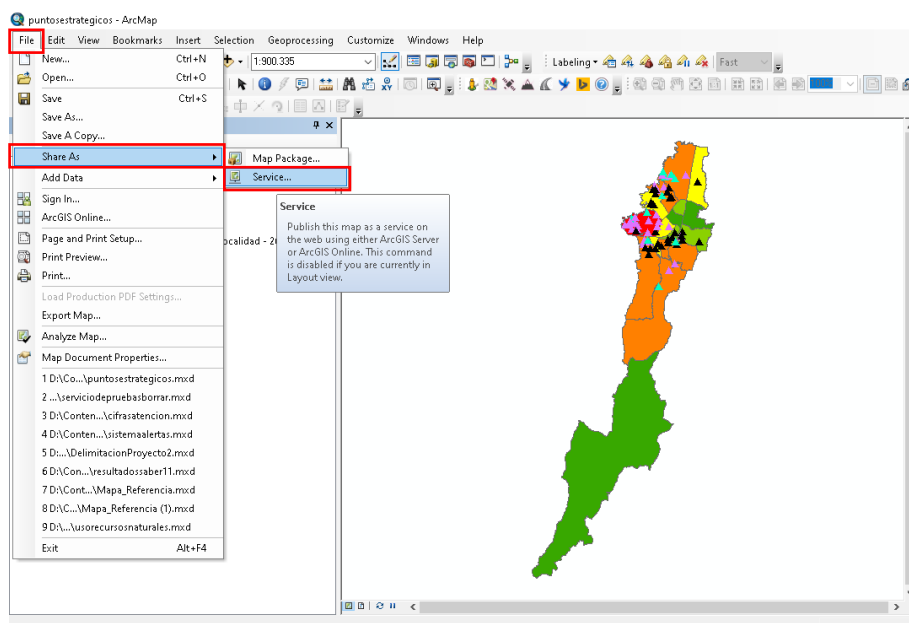 puntosestrategicos - ArcMap
File Edit View Bookmarks Insert Selection Geoprocessing Customize Windows Help
New... Ctrl+N
1:900.335
Labeling
Fast
Open... Ctrl+O
Save Ctrl+S
Save As...
Save A Copy...
Share As
Map Package...
Add Data
Service...
Sign In...
ArcGIS Online...
Service
Publish this map as a service on
the web using either ArcGIS Server
or ArcGIS Online. This command
is disabled if you are currently in
Layout view.
Page and Print Setup...
ocalidad - 2
Print Preview...
Print...
Load Production PDF Settings...
Export Map...
Analyze Map...
Map Document Properties...
1 D:\Co...\puntosestrategicos.mxd
2 ...\serviciodepruebasborrar.mxd
3 D:\Conten...\cifrasatencion.mxd
4 D:\Conten...\sistemaalertas.mxd
5 D:...\DelimitacionProyecto2.mxd
6 D:\Con...\resultadossaber11.mxd
7 D:\Cont...\Mapa_Referencia.mxd
8 D:\C...\Mapa_Referencia (1).mxd
9 D:\...\usorecursosnaturales.mxd
Exit Alt+F4